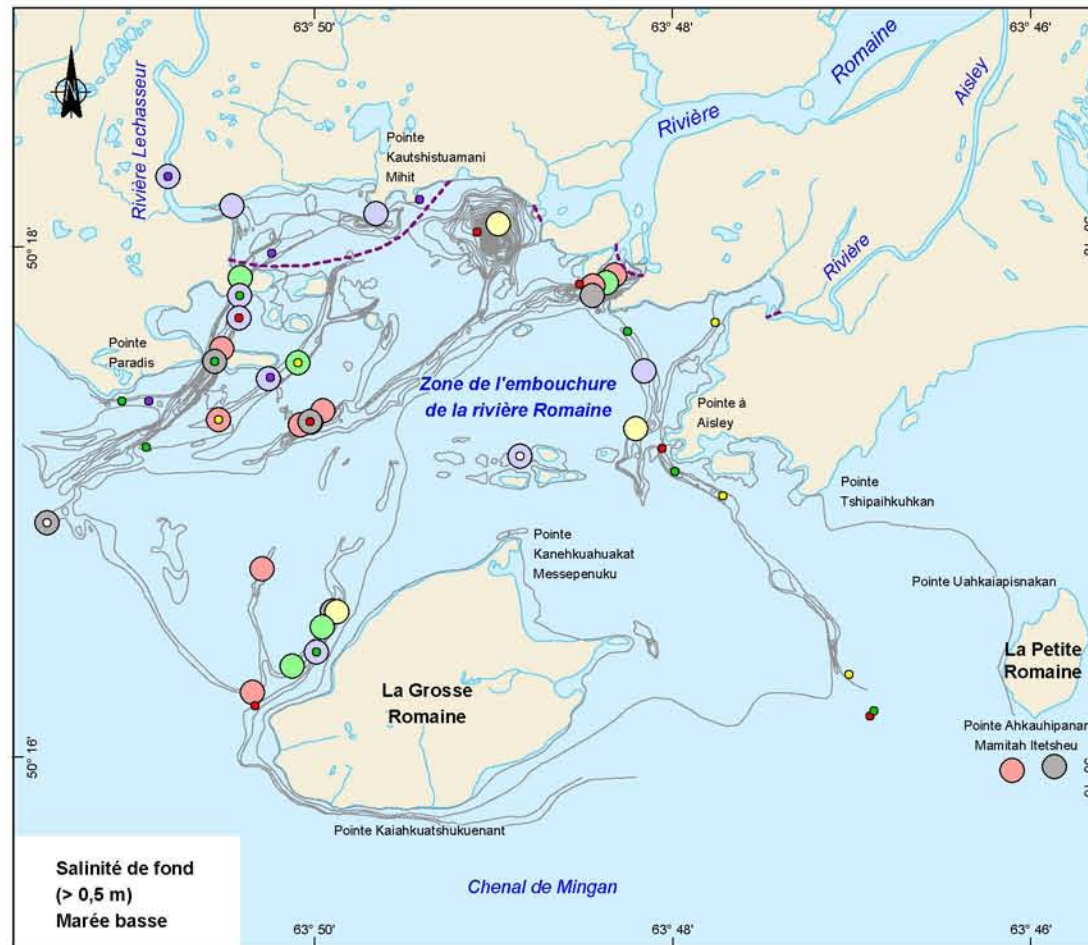 63° 50'
63° 48'
63° 46'
Romaine
Aisley
Rivière
Rivière Lechasseur
Pointe
Kautshistuamani
Mihit
50° 18'
Rivière
Pointe
Paradis
Zone de l'embouchure
de la rivière Romaine
Pointe à
Aisley
Pointe
Tshipaihkuhkan
Pointe
Kanehkuahuakat
Messepenuku
Pointe Uahkaiapisnakan
La Petite
Romaine
La Grosse
Romaine
Pointe Ahkauhipanan
Mamitah Itetsheu
50° 16'
Pointe Kaiahkuatshukuenant
Salinité de fond
(> 0,5 m)
Marée basse
Chenal de Mingan
63° 50'
63° 48'
63° 46'